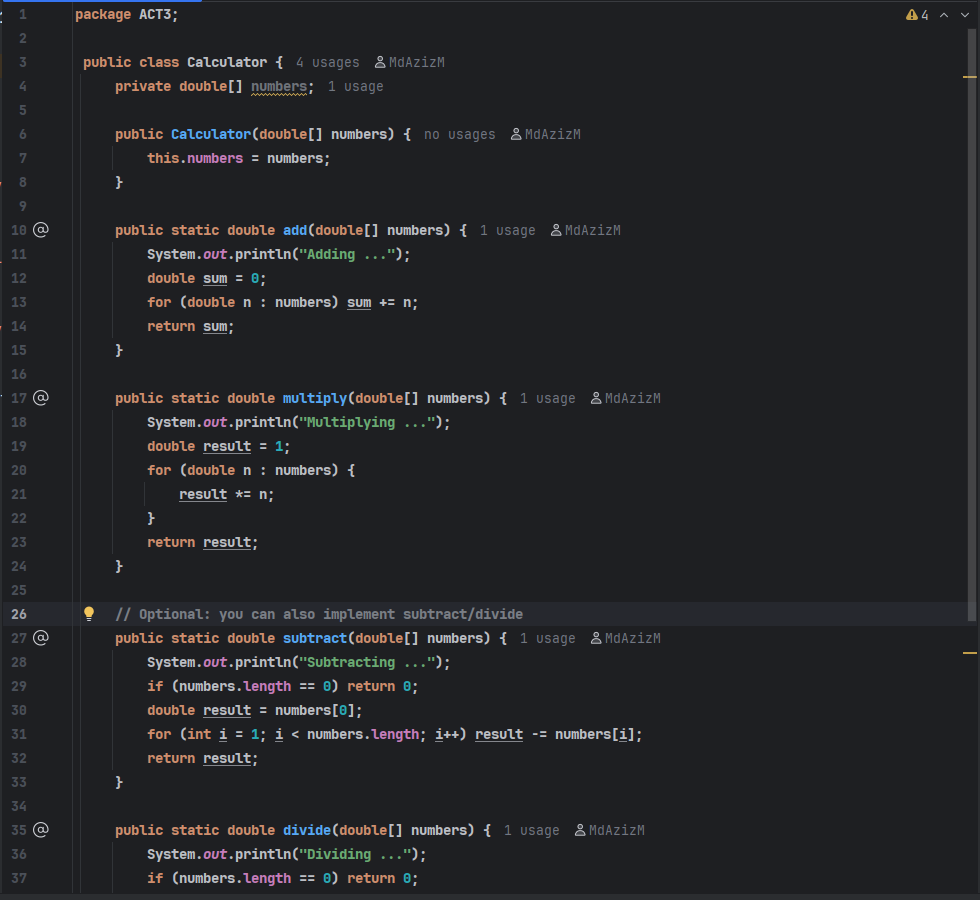 1 package ACT3; 4
2
3 public class Calculator { 4 usages MdAzizM
4 private double[] numbers; 1 usage
5
6 public Calculator(double[] numbers) { no usages MdAzizM
7 this.numbers = numbers;
8 }
9
10 @ public static double add(double[] numbers) { 1 usage MdAzizM
11 System.out.println("Adding ...");
12 double sum = 0;
13 for (double n : numbers) sum += n;
14 return sum;
15 }
16
17 @ public static double multiply(double[] numbers) { 1 usage MdAzizM
18 System.out.println("Multiplying ...");
19 double result = 1;
20 for (double n : numbers) {
21 result *= n;
22 }
23 return result;
24 }
25
26 // Optional: you can also implement subtract/divide
27 @ public static double subtract(double[] numbers) { 1 usage MdAzizM
28 System.out.println("Subtracting ...");
29 if (numbers.length == 0) return 0;
30 double result = numbers[0];
31 for (int i = 1; i < numbers.length; i++) result -= numbers[i];
32 return result;
33 }
34
35 @ public static double divide(double[] numbers) { 1 usage MdAzizM
36 System.out.println("Dividing ...");
37 if (numbers.length == 0) return 0;